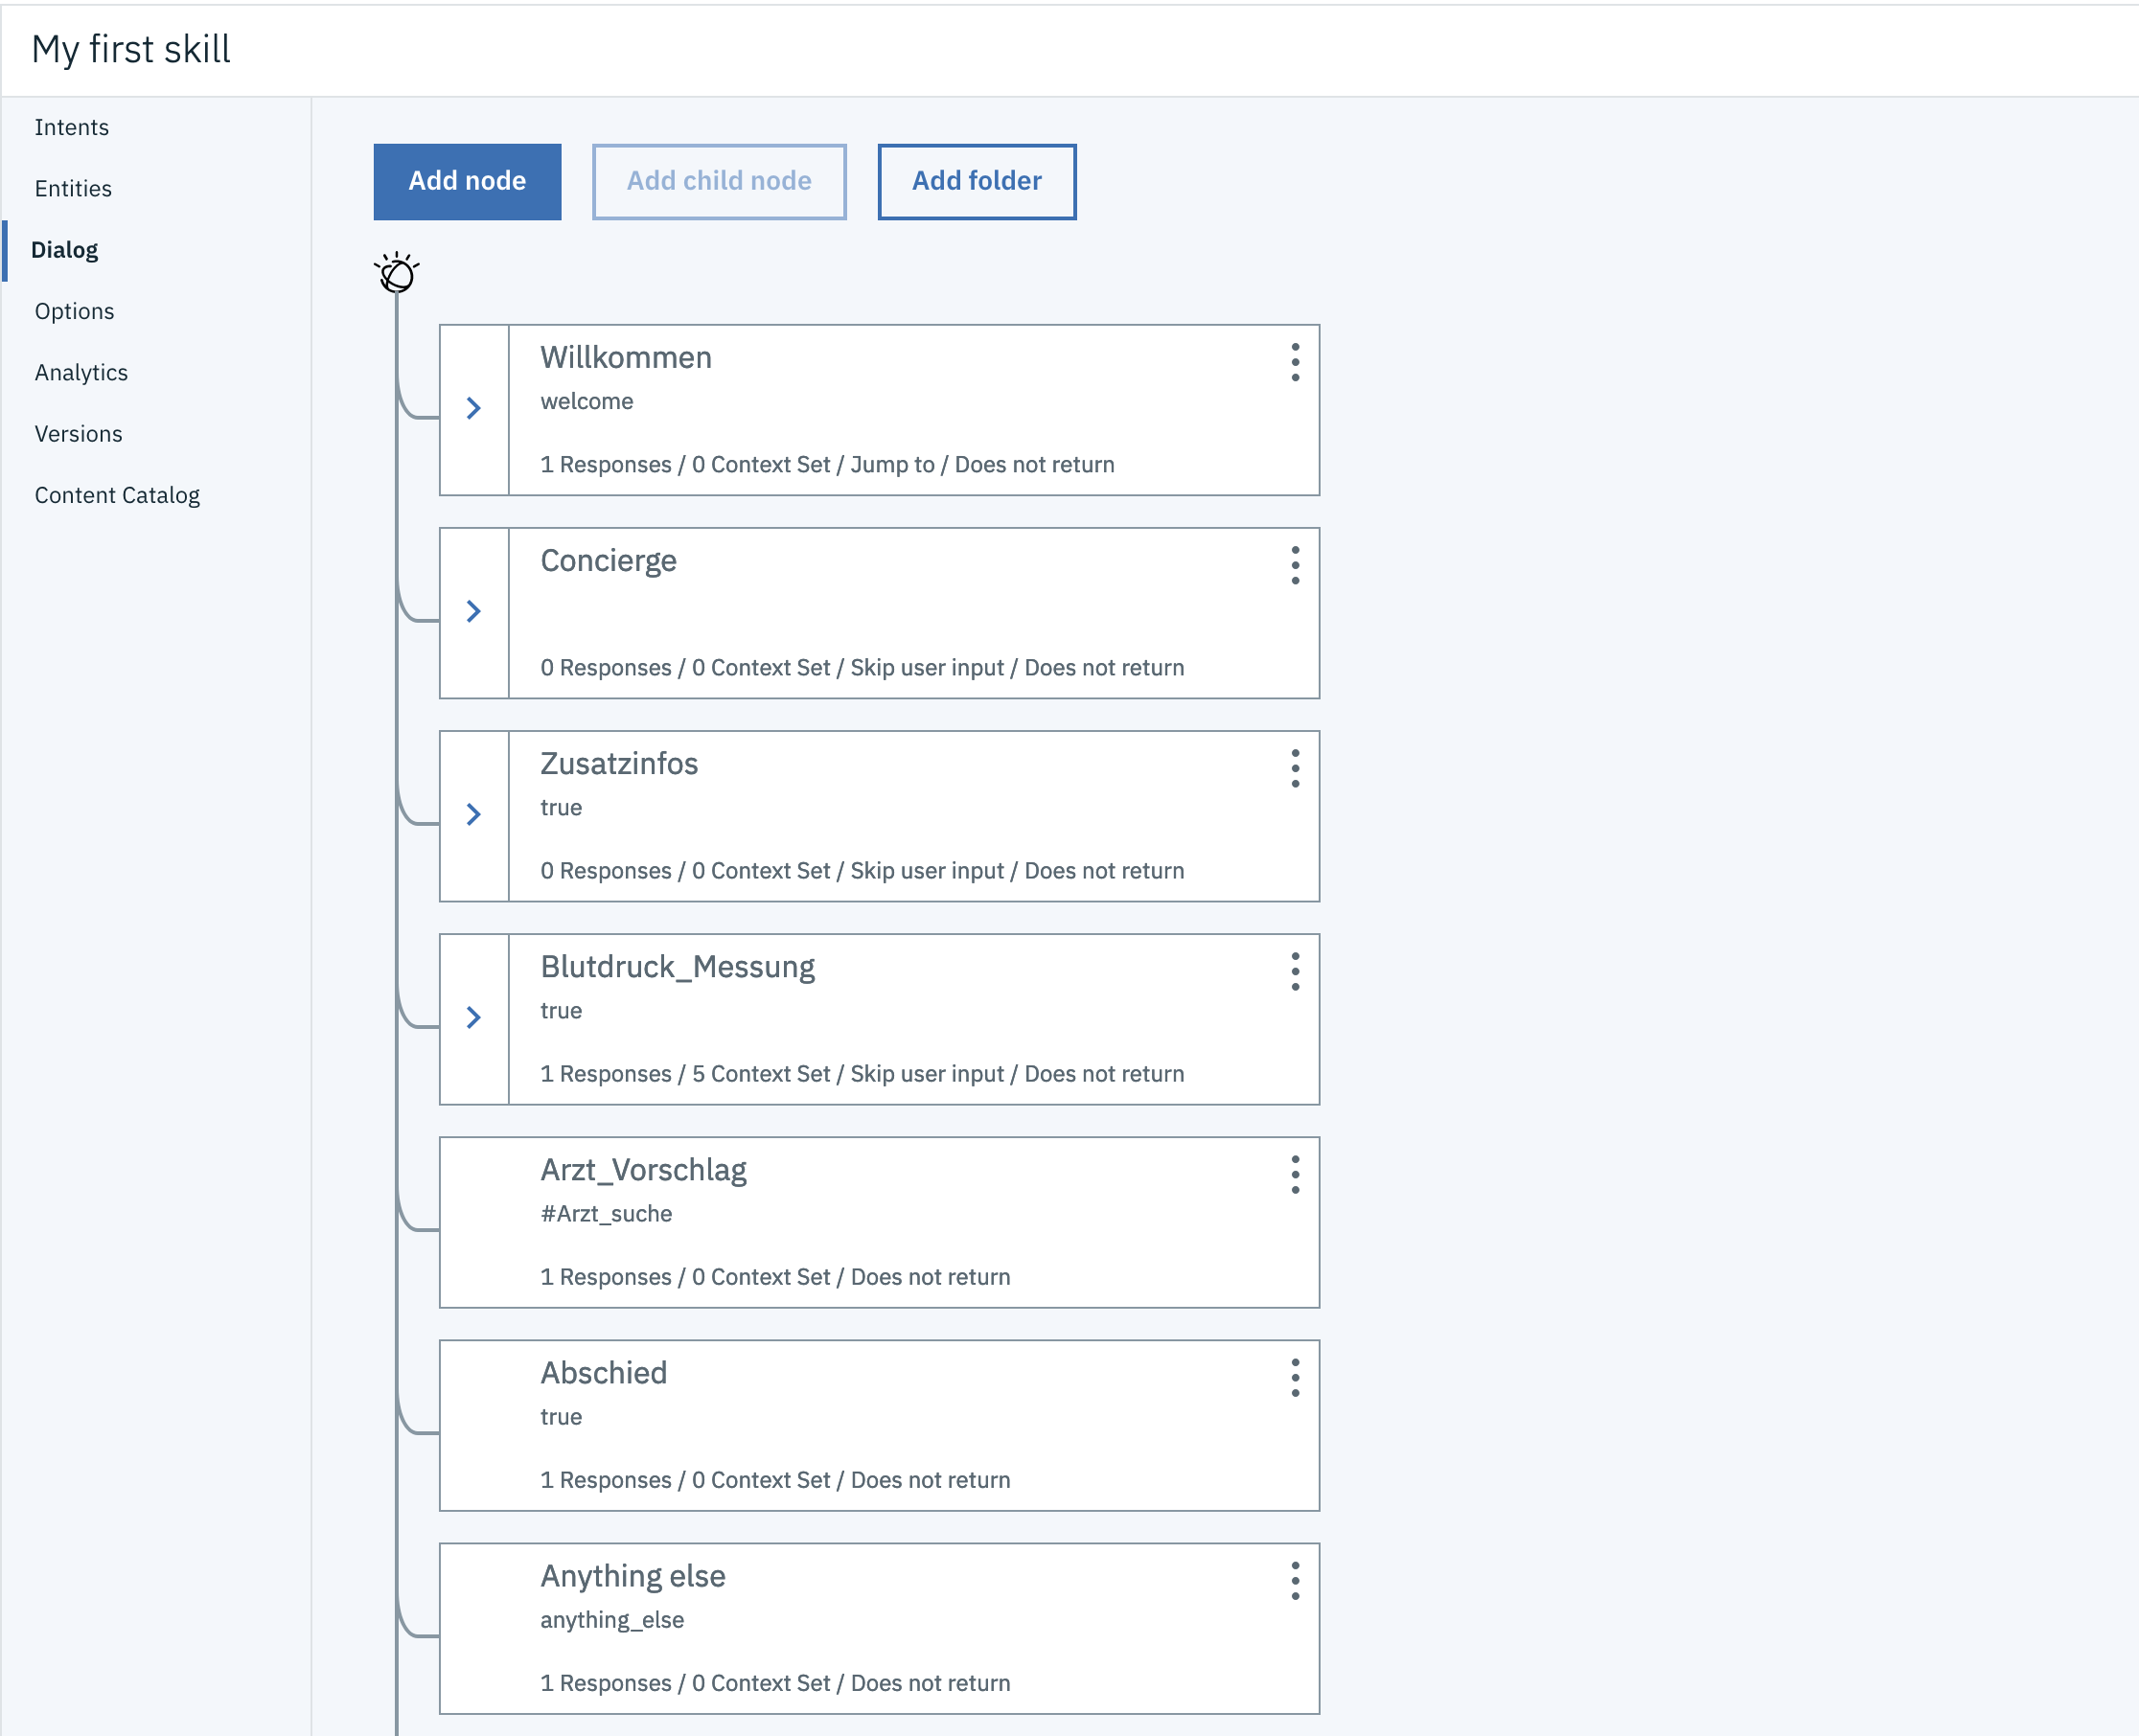 My first skill
Intents
Entities
Dialog
Options
Analytics
Versions
Content Catalog
Add node
Add child node
Add folder
Willkommen
welcome
1 Responses / 0 Context Set / Jump to / Does not return
Concierge
0 Responses / 0 Context Set / Skip user input / Does not return
Zusatzinfos
true
0 Responses / 0 Context Set / Skip user input / Does not return
Blutdruck_Messung
true
1 Responses / 5 Context Set / Skip user input / Does not return
Arzt_Vorschlag
#Arzt_suche
1 Responses / 0 Context Set / Does not return
Abschied
true
1 Responses / 0 Context Set / Does not return
Anything else
anything_else
1 Responses / 0 Context Set / Does not return